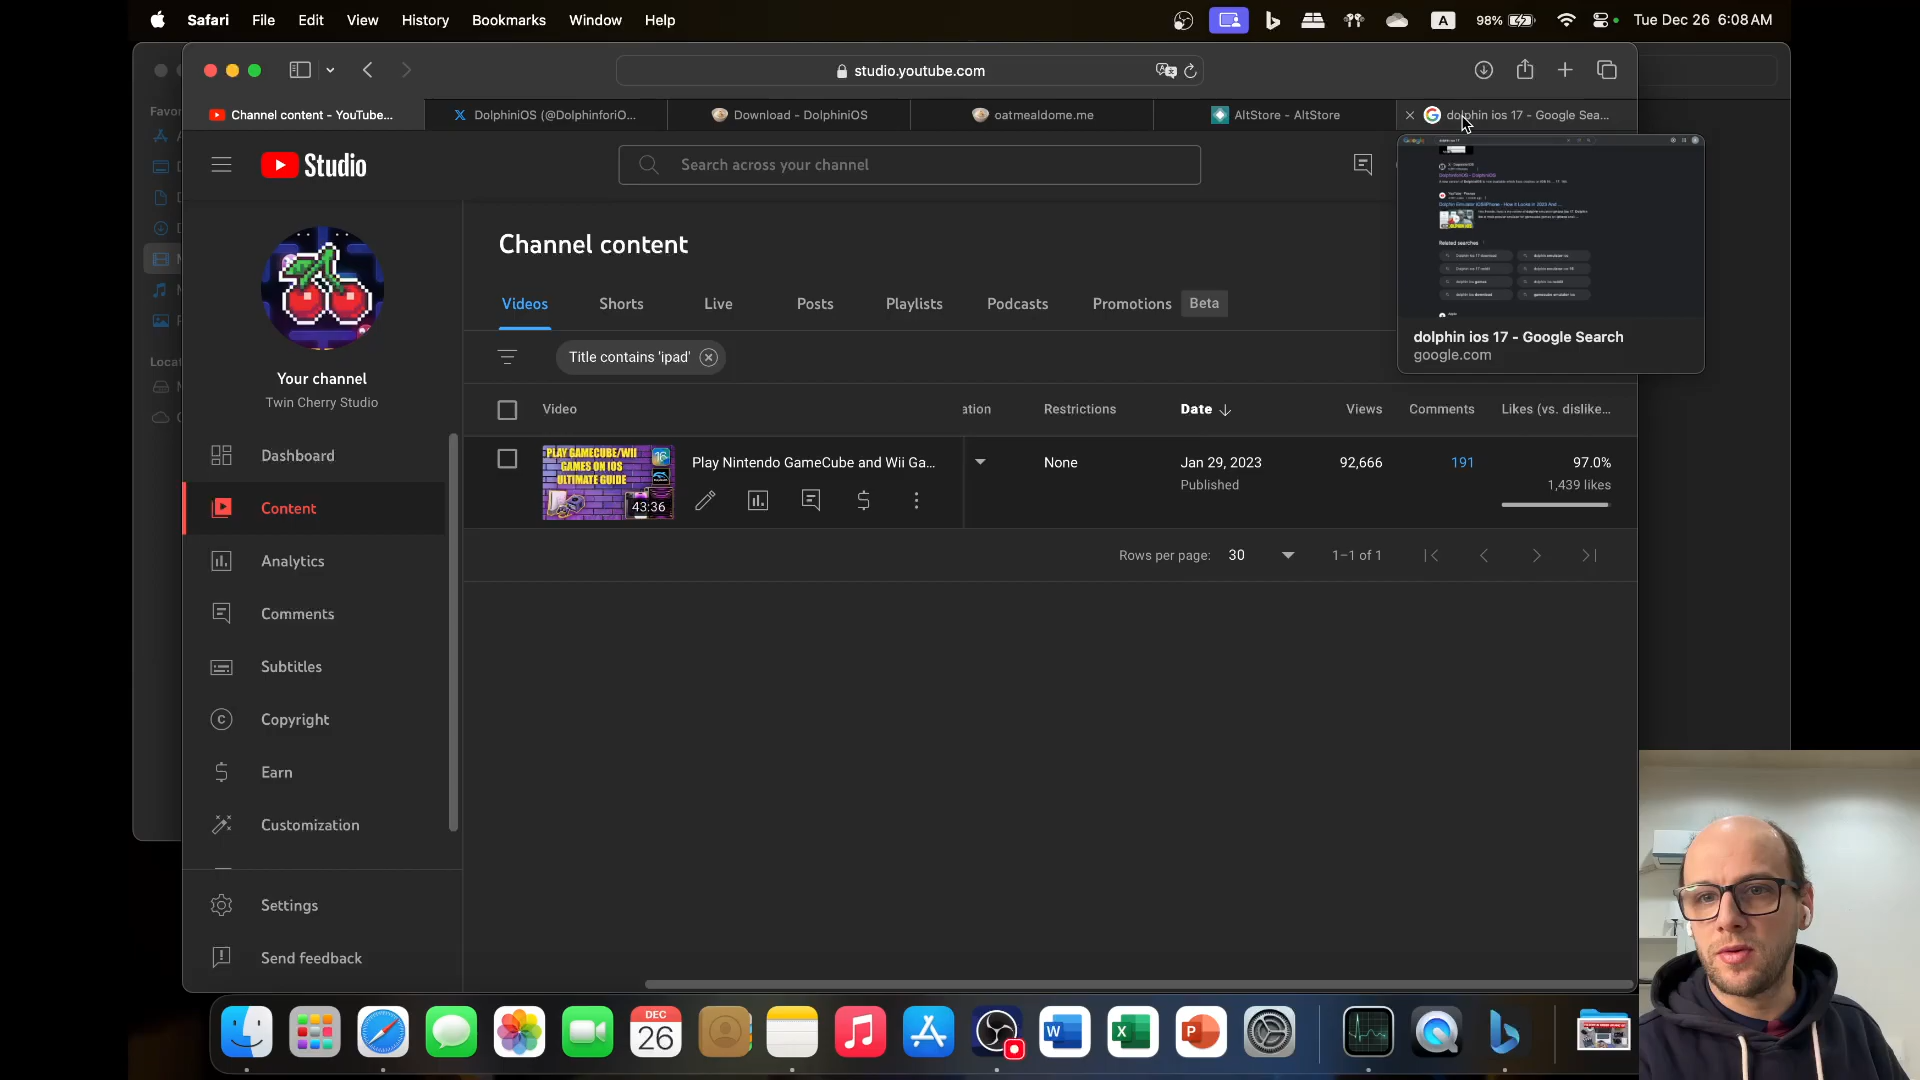 Safari File Edit View History Bookmarks Window Help
A 98% Tue Dec 26 6:08 AM
studio.youtube.com
Channel content - YouTube...
DolphiniOS (@DolphinforiO...
Download - DolphiniOS
oatmealdome.me
AltStore - AltStore
dolphin ios 17 - Google Sea...
Favor
Locat
Studio
Search across your channel
Related searches
dolphin ios 17 - Google Search
google.com
Your channel
Twin Cherry Studio
Dashboard
Content
Analytics
Comments
Subtitles
Copyright
Earn
Customization
Settings
Send feedback
Channel content
Videos Shorts Live Posts Playlists Podcasts Promotions Beta
Title contains 'ipad'
Video ation Restrictions Date Views Comments Likes (vs. dislike...
PLAY GAMECUBE/WII
GAMES ON IOS
ULTIMATE GUIDE
16
43:36
Play Nintendo GameCube and Wii Ga...
None
Jan 29, 2023
Published
92,666
191
97.0%
1,439 likes
Rows per page: 30 1–1 of 1
DEC
26
W
X
P